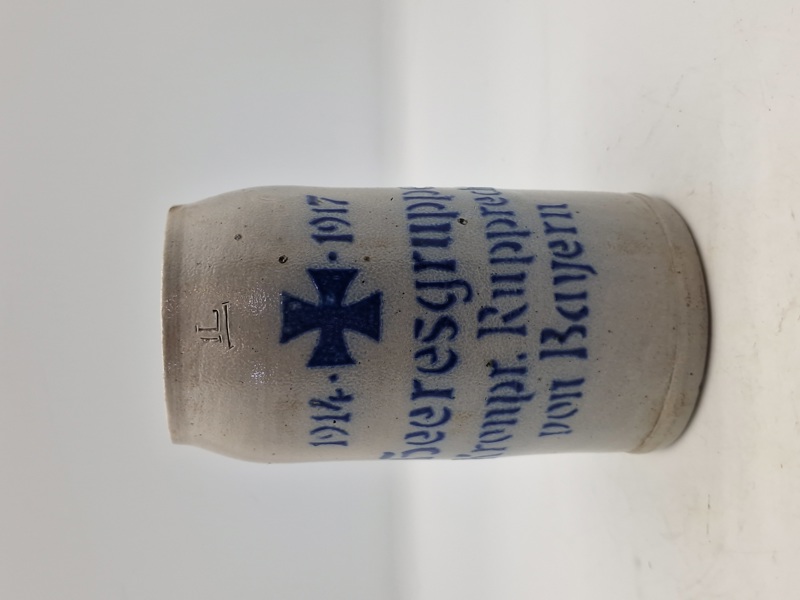 1L
1914 · 1917
Heeresgruppe
Kronpr. Rupprecht
von Bayern